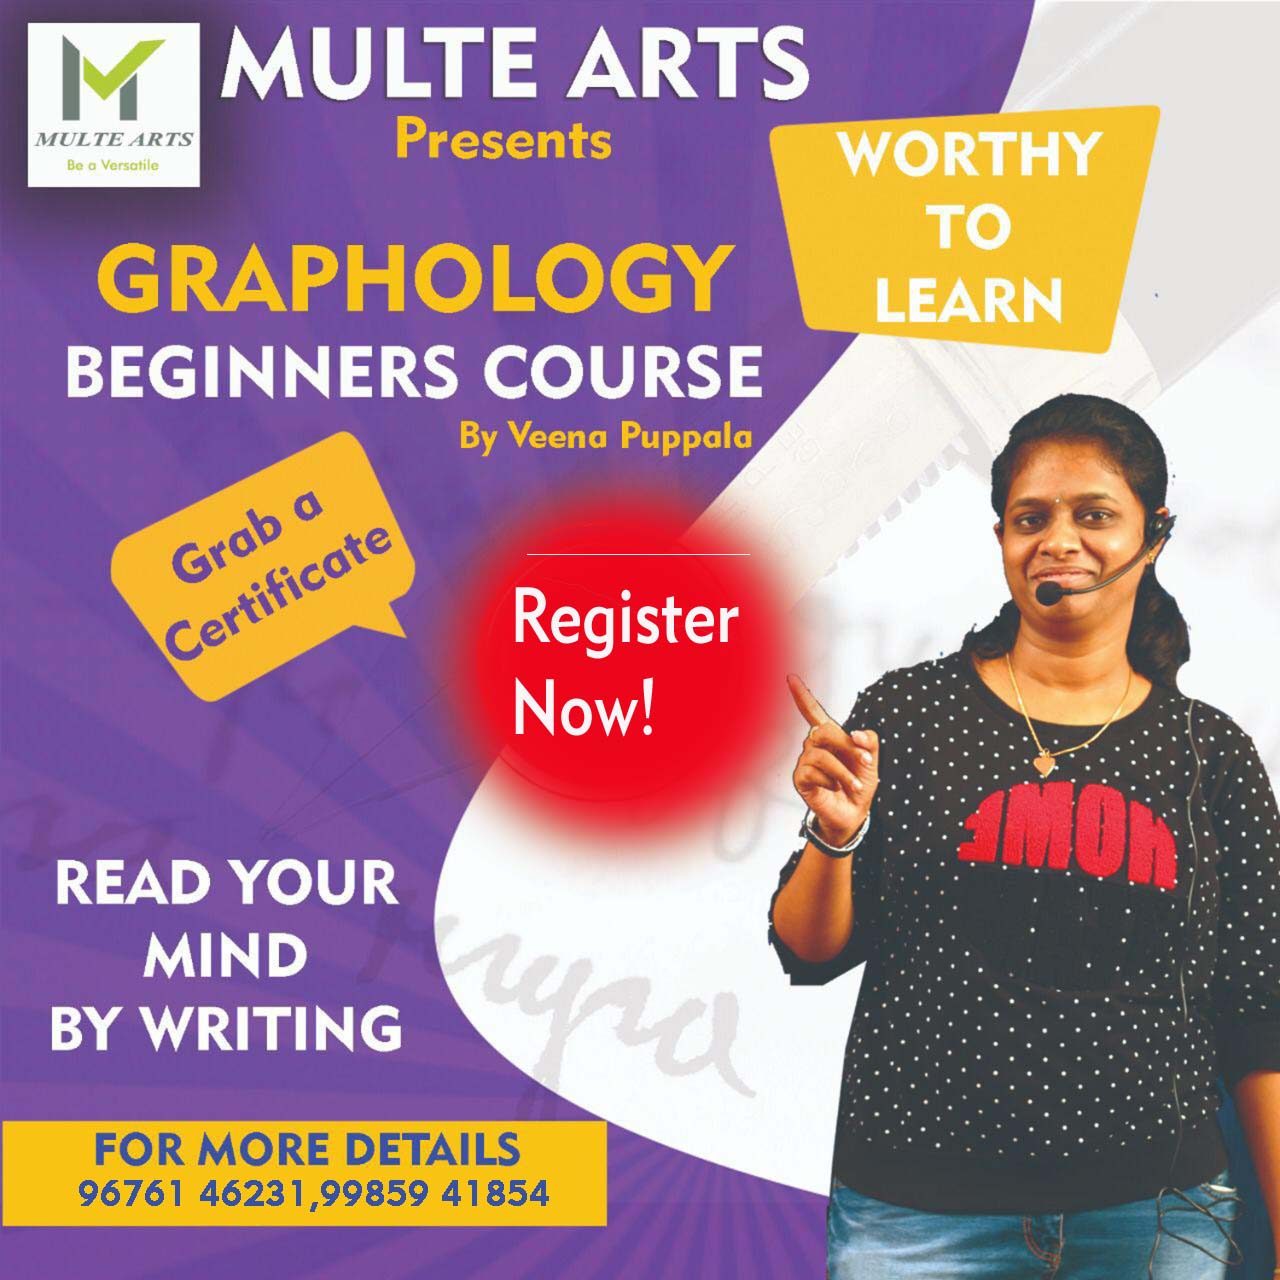 MULTE ARTS
Be a Versatile
MULTE ARTS
Presents
WORTHY
TO
LEARN
GRAPHOLOGY
BEGINNERS COURSE
By Veena Puppala
Grab a
Certificate
Register
Now!
HOME
READ YOUR
MIND
BY WRITING
FOR MORE DETAILS
96761 46231,99859 41854